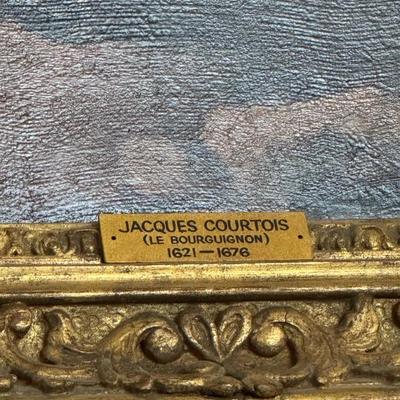 JACQUES COURTOIS
(LE BOURGUIGNON)
1621—1676